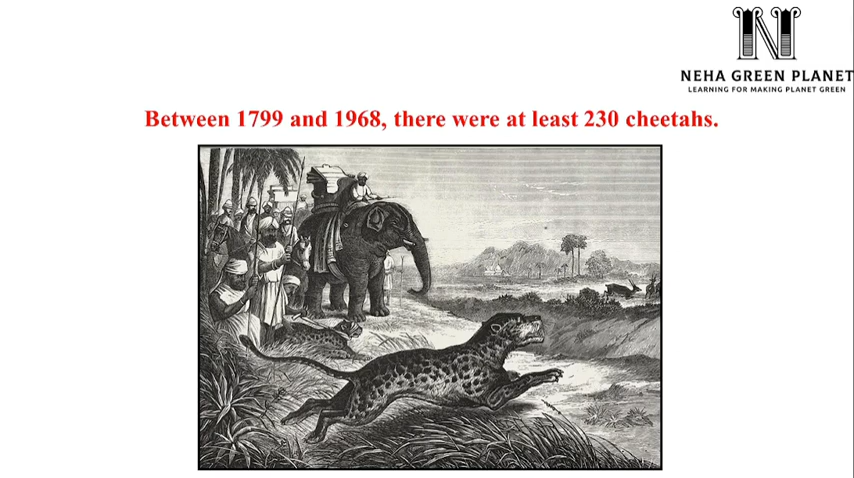 NEHA GREEN PLANET
LEARNING FOR MAKING PLANET GREEN
Between 1799 and 1968, there were at least 230 cheetahs.